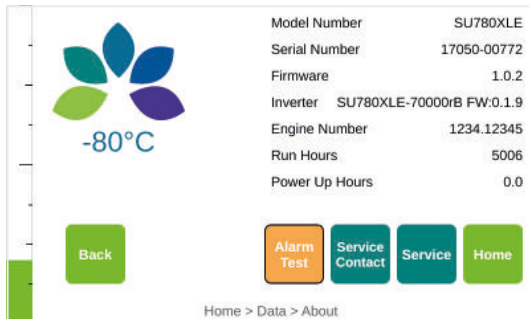 Model Number SU780XLE
Serial Number 17050-00772
Firmware 1.0.2
Inverter SU780XLE-70000rB FW:0.1.9
Engine Number 1234.12345
Run Hours 5006
Power Up Hours 0.0
-80°C
Back
Alarm Test
Service Contact
Service
Home
Home > Data > About